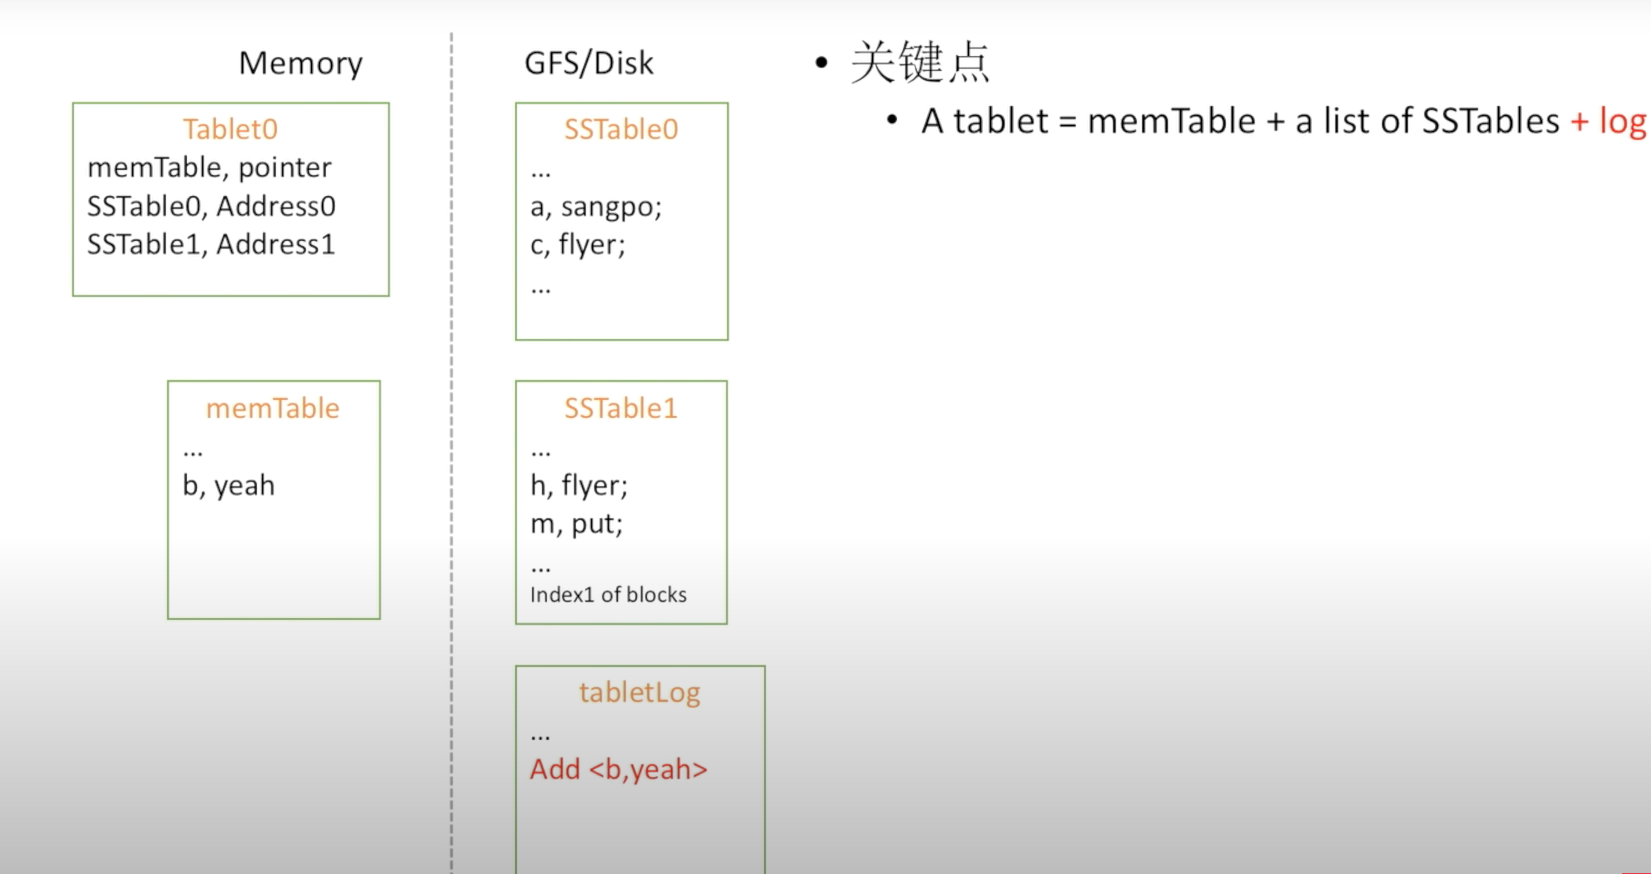 Memory
Tablet0
memTable, pointer
SSTable0, Address0
SSTable1, Address1
memTable
...
b, yeah
GFS/Disk
SSTable0
...
a, sangpo;
c, flyer;
...
SSTable1
...
h, flyer;
m, put;
...
Index1 of blocks
tabletLog
...
Add <b,yeah>
• 关键点
• A tablet = memTable + a list of SSTables + log